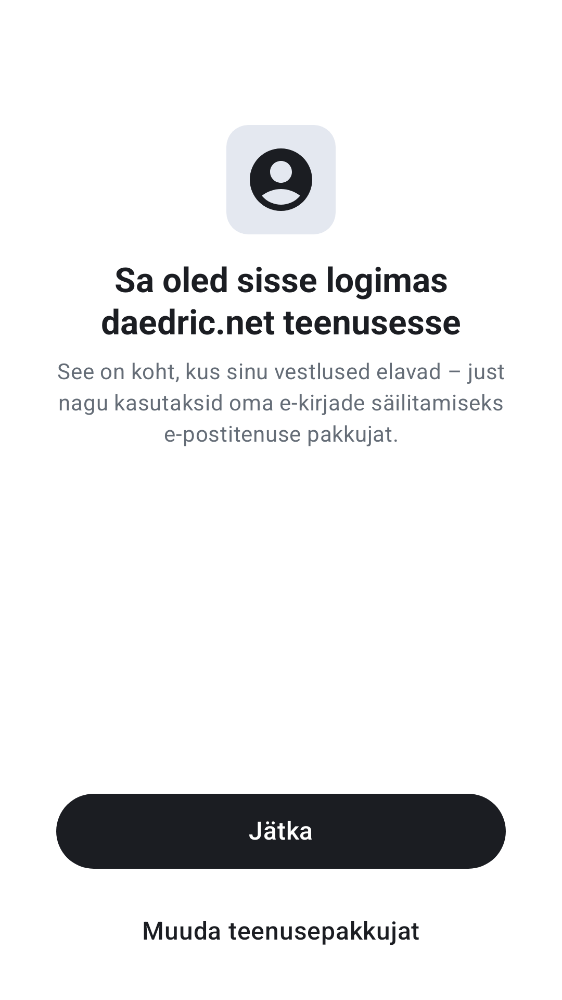 Sa oled sisse logimas
daedric.net teenusesse
See on koht, kus sinu vestlused elavad – just
nagu kasutaksid oma e-kirjade säilitamiseks
e-postitenuse pakkujat.
Jätka
Muuda teenusepakkujat